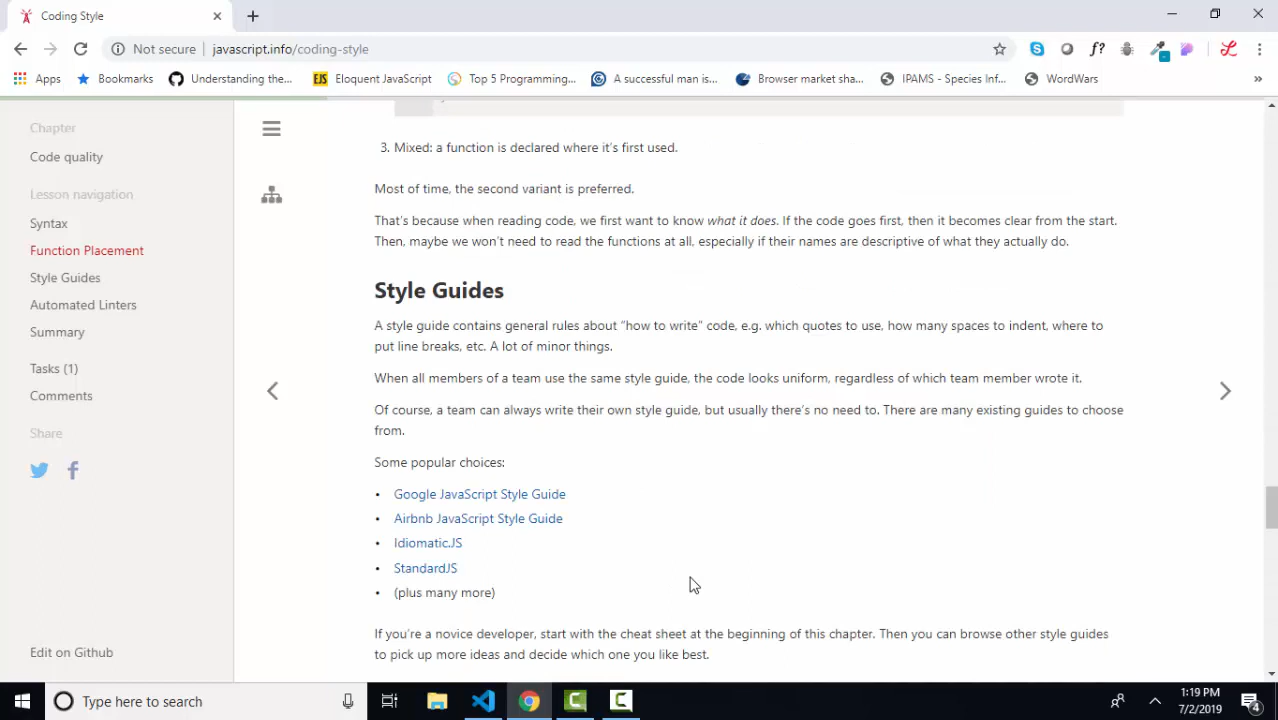 Coding Style
Not secure | javascript.info/coding-style
Apps
Bookmarks
Understanding the...
EJS
Eloquent JavaScript
Top 5 Programming...
A successful man is...
Browser market sha...
IPAMS - Species Inf...
WordWars
»
f?
Chapter
Code quality
Lesson navigation
Syntax
Function Placement
Style Guides
Automated Linters
Summary
Tasks (1)
Comments
Share
Edit on Github
3. Mixed: a function is declared where it's first used.
Most of time, the second variant is preferred.
That's because when reading code, we first want to know what it does. If the code goes first, then it becomes clear from the start.
Then, maybe we won't need to read the functions at all, especially if their names are descriptive of what they actually do.
Style Guides
A style guide contains general rules about "how to write" code, e.g. which quotes to use, how many spaces to indent, where to
put line breaks, etc. A lot of minor things.
When all members of a team use the same style guide, the code looks uniform, regardless of which team member wrote it.
Of course, a team can always write their own style guide, but usually there's no need to. There are many existing guides to choose
from.
Some popular choices:
• Google JavaScript Style Guide
• Airbnb JavaScript Style Guide
• Idiomatic.JS
• StandardJS
• (plus many more)
If you're a novice developer, start with the cheat sheet at the beginning of this chapter. Then you can browse other style guides
to pick up more ideas and decide which one you like best.
Type here to search
1:19 PM
7/2/2019
4